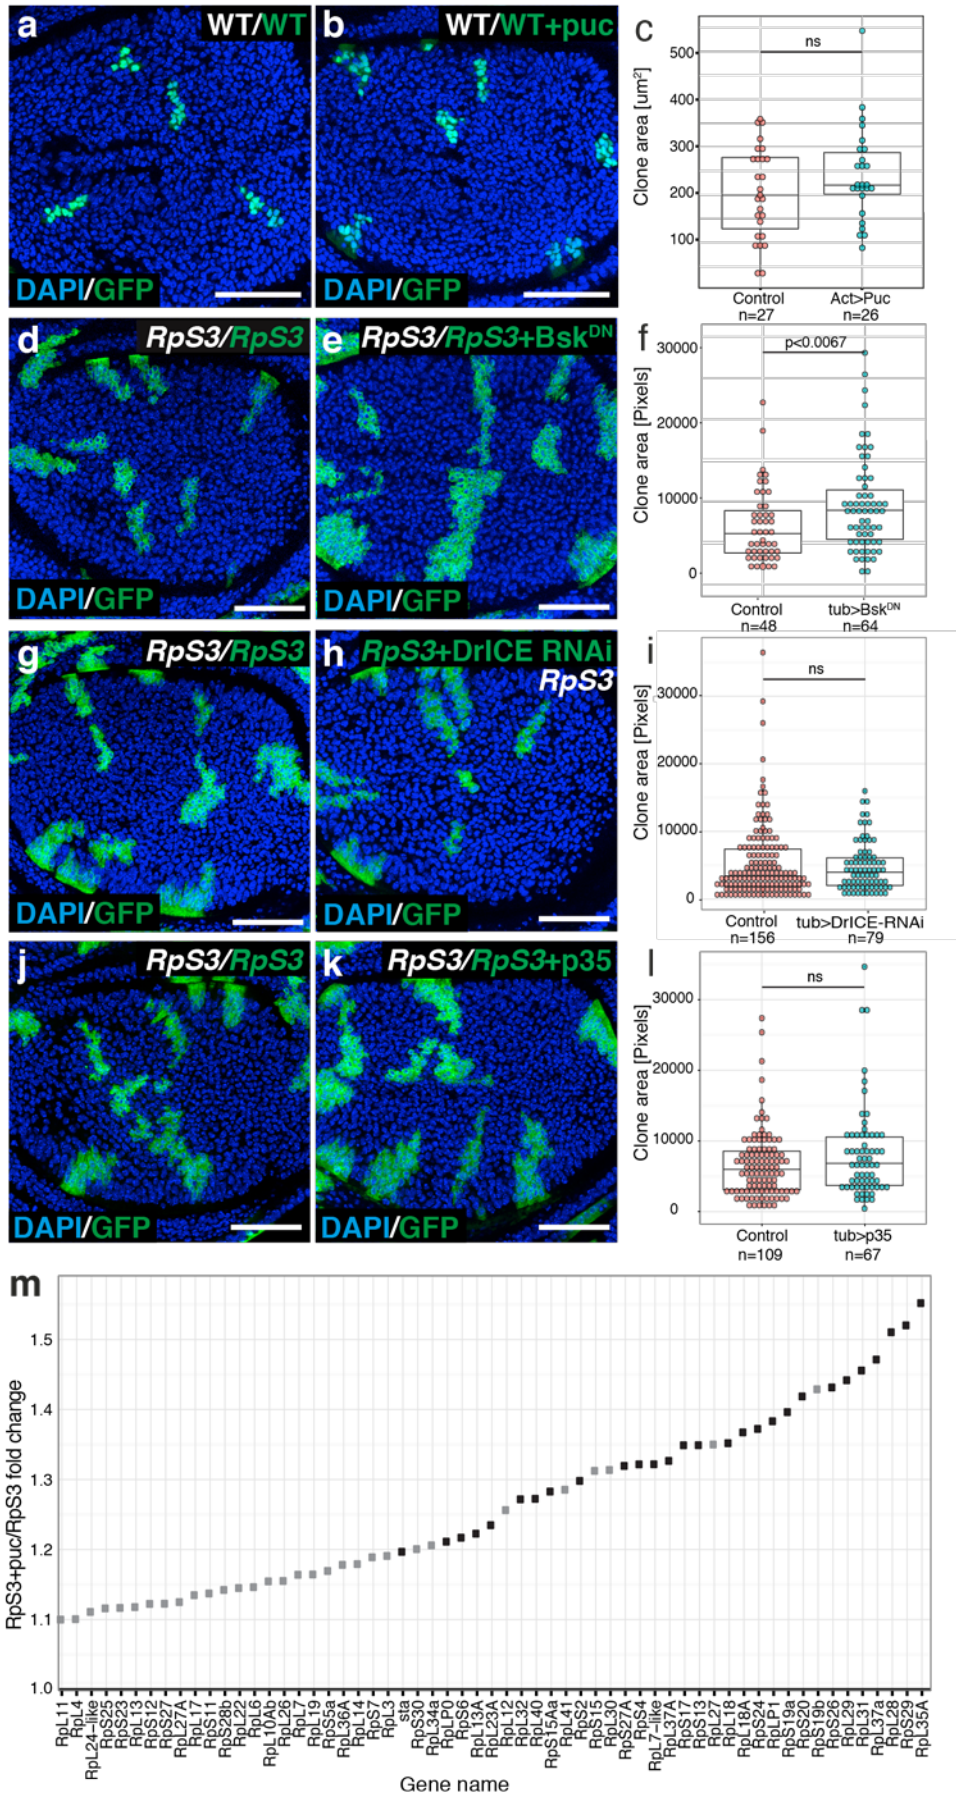 a
WT/WT
DAPI/GFP
b
WT/WT+puc
DAPI/GFP
c
Clone area [um²]
500
400
300
200
100
ns
Control
n=27
Act>Puc
n=26
d
RpS3/RpS3
DAPI/GFP
e
RpS3/RpS3+Bskᴰᴺ
DAPI/GFP
f
Clone area [Pixels]
30000
20000
10000
0
p<0.0067
Control
n=48
tub>Bskᴰᴺ
n=64
g
RpS3/RpS3
DAPI/GFP
h
RpS3+DrICE RNAi
RpS3
DAPI/GFP
i
Clone area [Pixels]
30000
20000
10000
0
ns
Control
n=156
tub>DrICE-RNAi
n=79
j
RpS3/RpS3
DAPI/GFP
k
RpS3/RpS3+p35
DAPI/GFP
l
Clone area [Pixels]
30000
20000
10000
0
ns
Control
n=109
tub>p35
n=67
m
RpS3+puc/RpS3 fold change
1.5
1.4
1.3
1.2
1.1
1.0
RpL11
RpL4
RpL24-like
RpS25
RpS23
RpL13
RpS12
RpS27
RpL27A
RpL17
RpS11
RpS28b
RpL22
RpL6
RpL10Ab
RpL26
RpL7
RpL19
RpS5a
RpL36A
RpL14
RpS7
RpL3
sta
RpS30
RpL34a
RpLP0
RpS6
RpL13A
RpL23A
RpL12
RpL32
RpL40
RpS15Aa
RpL41
RpS2
RpS15
RpL30
RpS27A
RpS4
RpL7-like
RpL37A
RpS17
RpS13
RpL27
RpL18
RpL18A
RpS24
RpLP1
RpS19a
RpS20
RpS19b
RpS26
RpL29
RpL31
RpL37a
RpL28
RpS29
RpL35A
Gene name